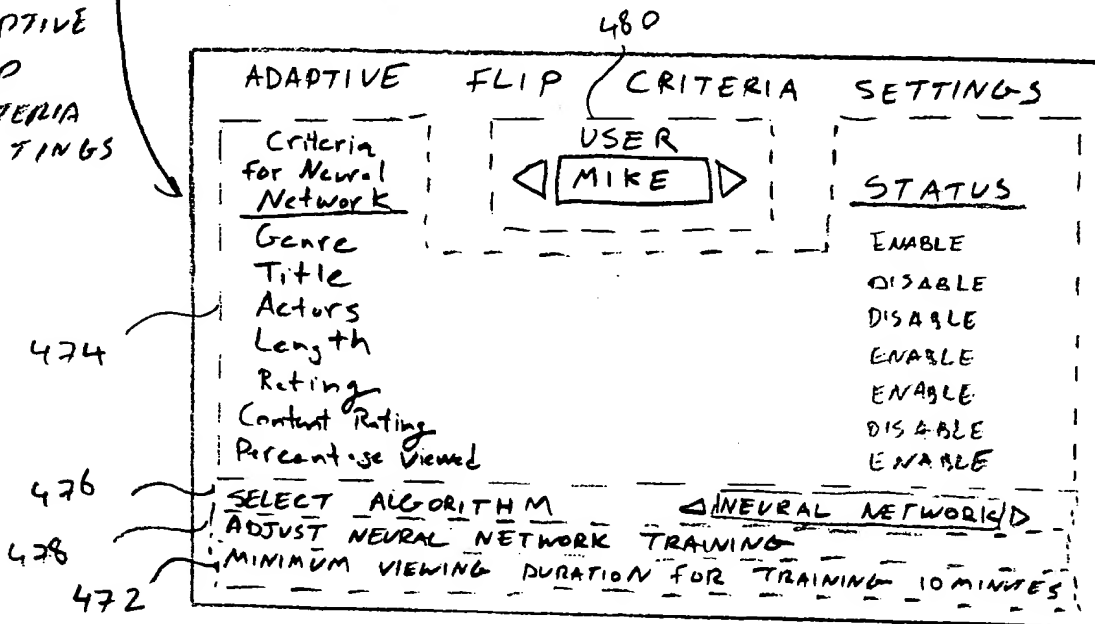 480
ADAPTIVE FLIP CRITERIA SETTINGS
TINGS
USER
MIKE
Criteria
for Neural
Network
STATUS
Genre ENABLE
Title DISABLE
Actors DISABLE
Length ENABLE
Rating ENABLE
Content Rating DISABLE
Percentage Viewed ENABLE
474
476
SELECT ALGORITHM NEURAL NETWORK
478
ADJUST NEURAL NETWORK TRAINING
472
MINIMUM VIEWING DURATION FOR TRAINING 10 MINUTES